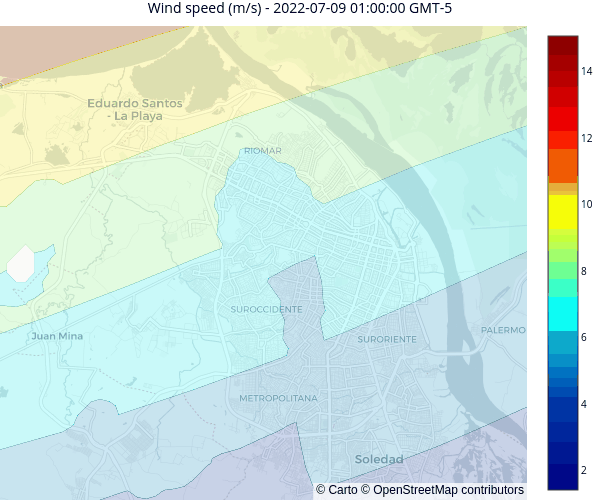 Wind speed (m/s) - 2022-07-09 01:00:00 GMT-5
Eduardo Santos
- La Playa
RIOMAR
SUROCCIDENTE
Juan Mina
SURORIENTE
PALERMO
METROPOLITANA
Soledad
© Carto © OpenStreetMap contributors
14
12
10
8
6
4
2